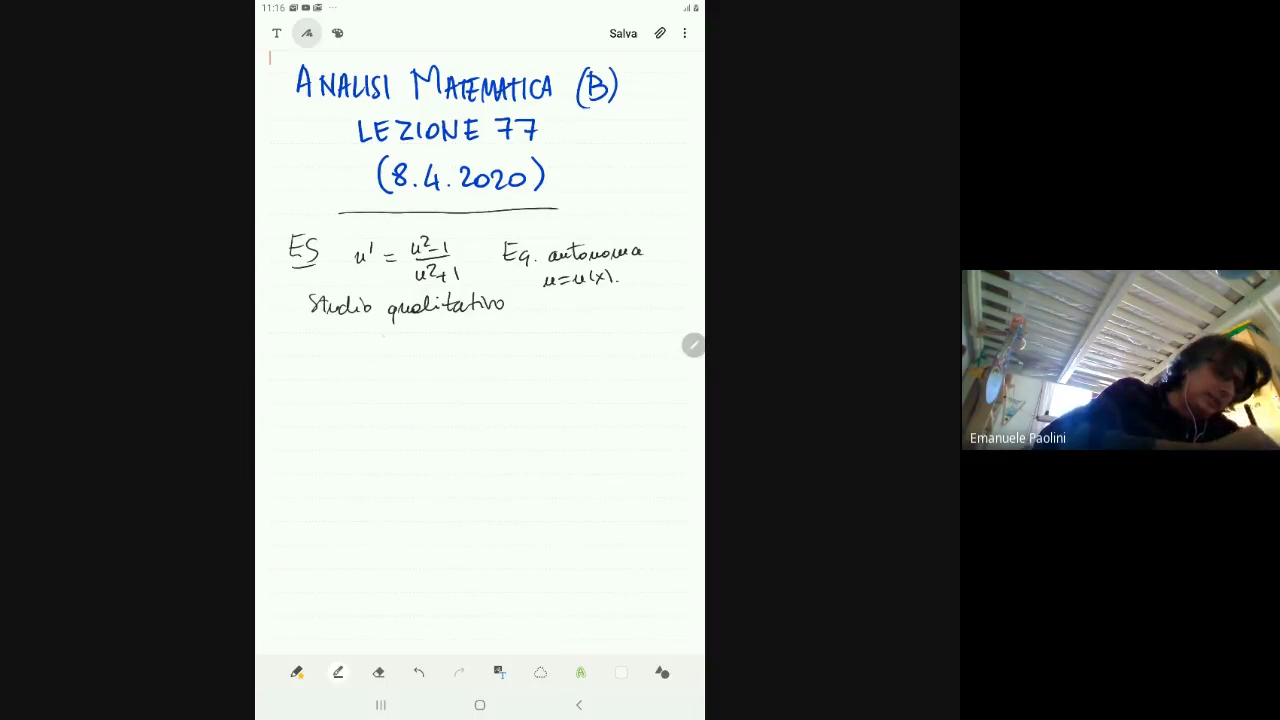 11:16
T
Salva
ANALISI MATEMATICA (B)
LEZIONE 77
(8.4.2020)
ES u' = u²-1 / u²+1 Eq. autonoma
u=u(x).
Studio qualitativo
Emanuele Paolini